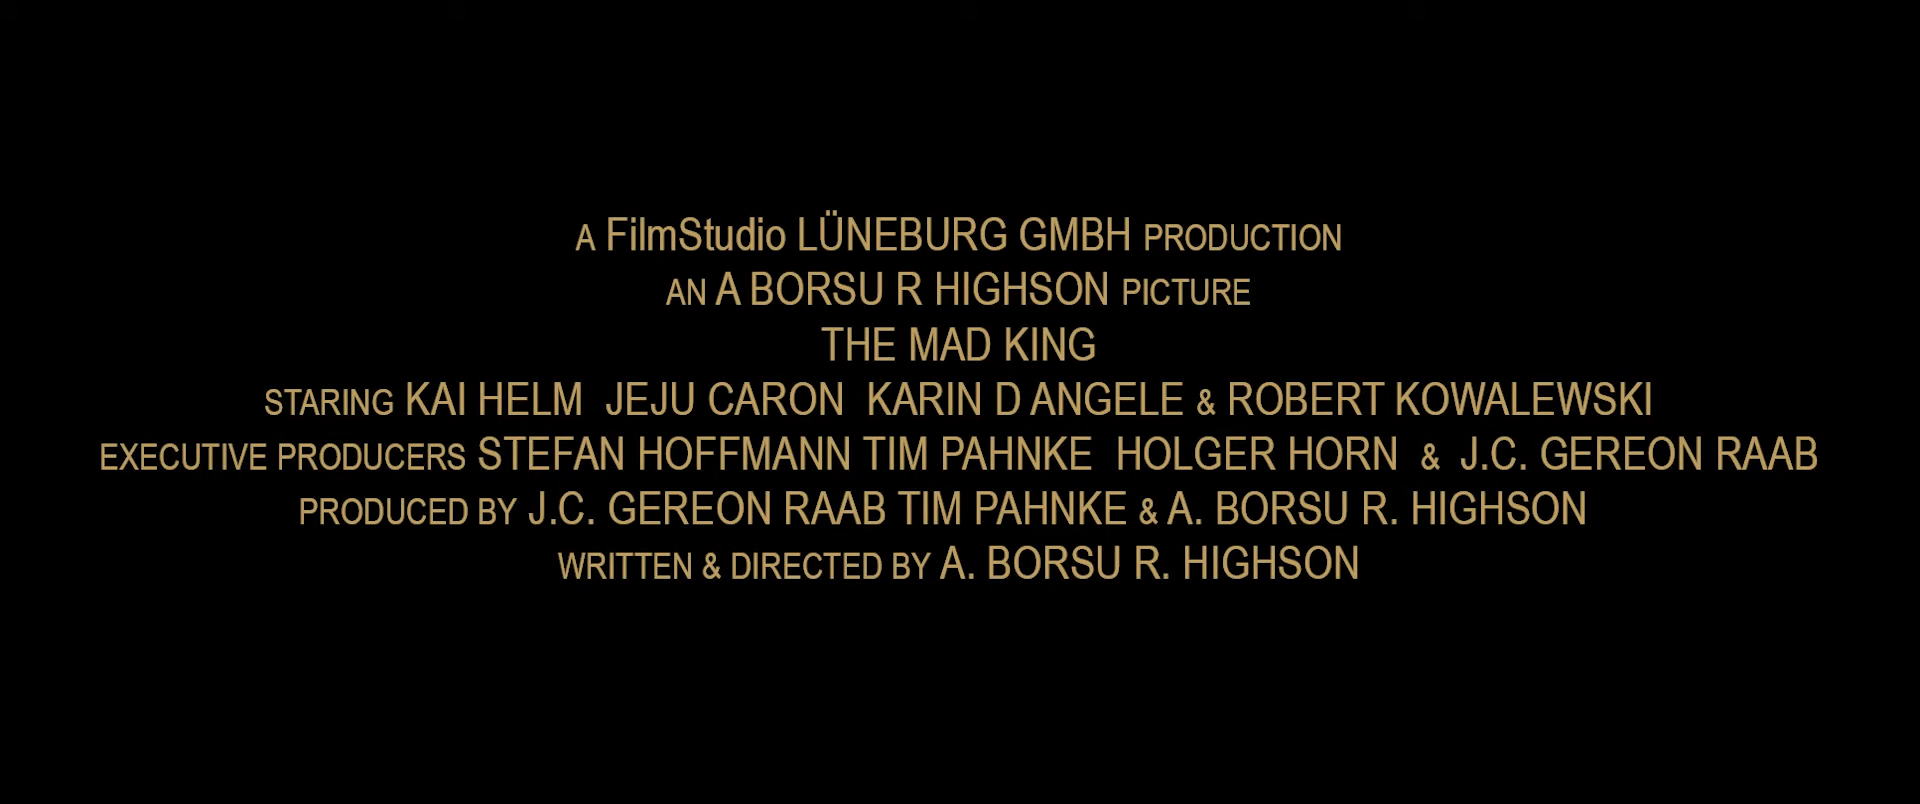 A FilmStudio LÜNEBURG GMBH PRODUCTION
AN A BORSU R HIGHSON PICTURE
THE MAD KING
STARING KAI HELM JEJU CARON KARIN D ANGELE & ROBERT KOWALEWSKI
EXECUTIVE PRODUCERS STEFAN HOFFMANN TIM PAHNKE HOLGER HORN & J.C. GEREON RAAB
PRODUCED BY J.C. GEREON RAAB TIM PAHNKE & A. BORSU R. HIGHSON
WRITTEN & DIRECTED BY A. BORSU R. HIGHSON